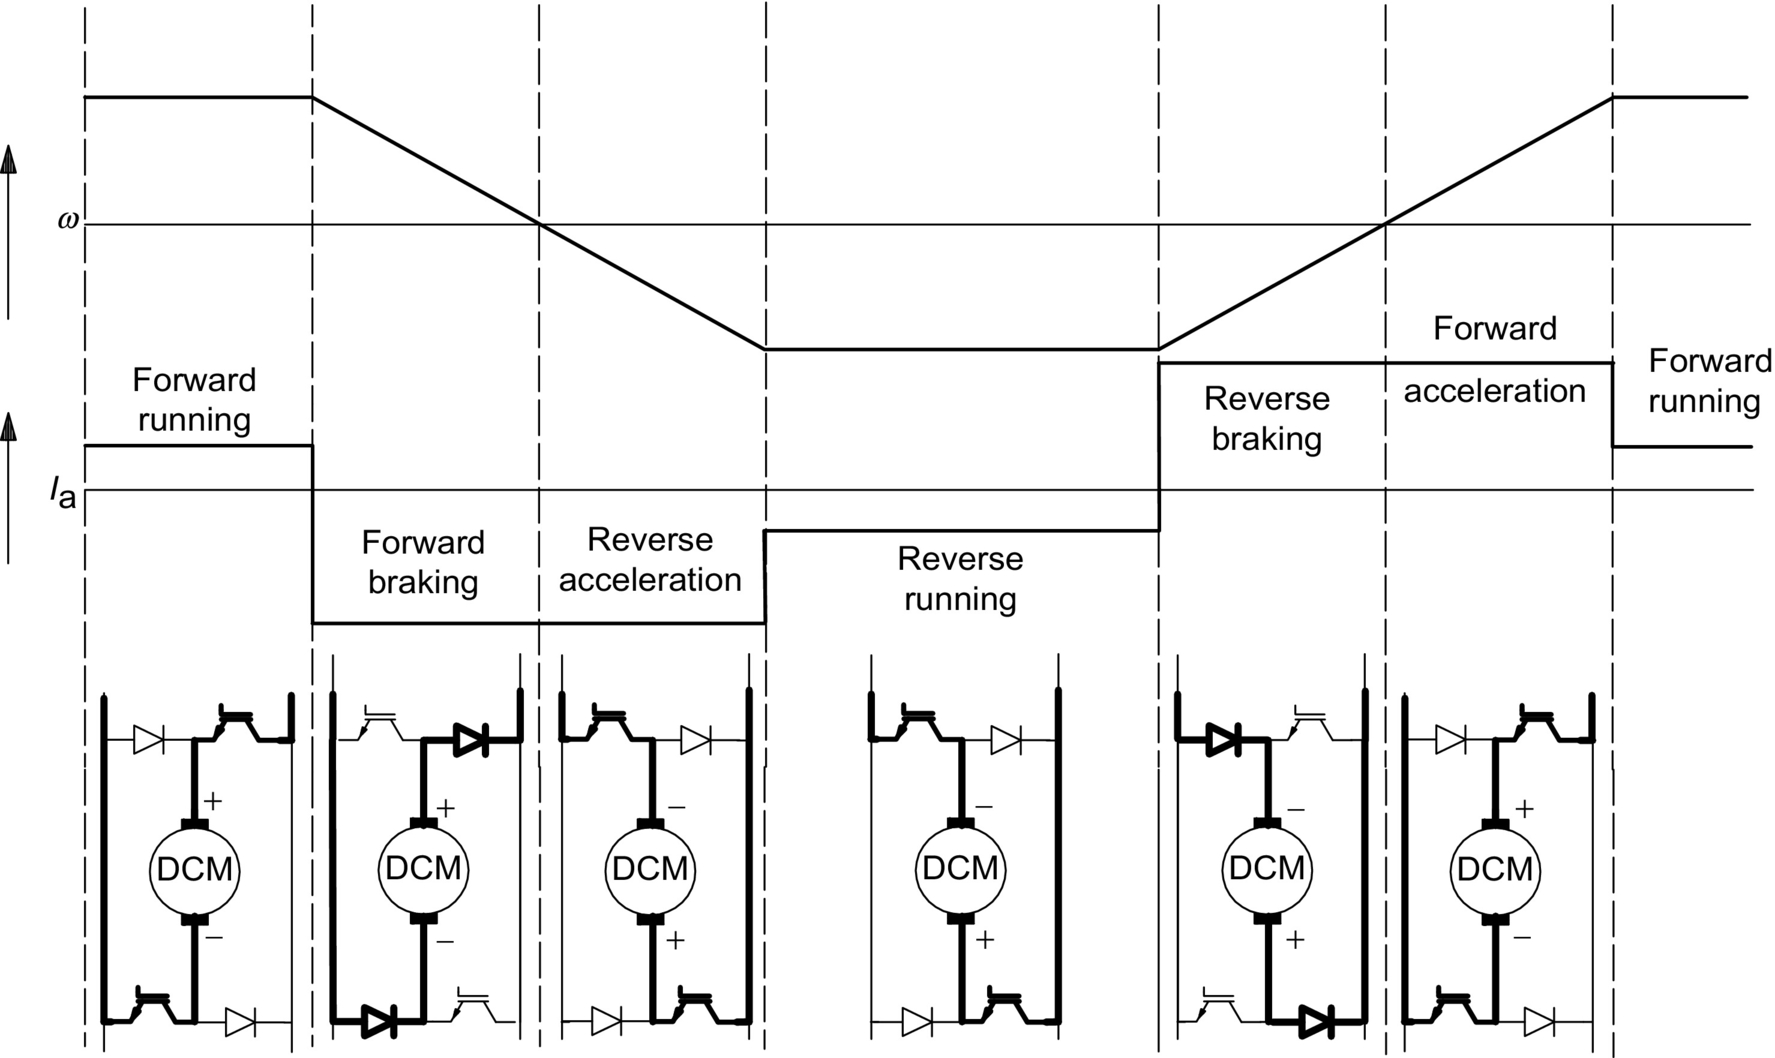 ω
Forward
Forward
running
Forward
running
Reverse
braking
acceleration
Ia
Forward
braking
Reverse
acceleration
Reverse
running
+
+
−
−
−
+
DCM
DCM
DCM
DCM
DCM
DCM
−
−
+
+
+
−